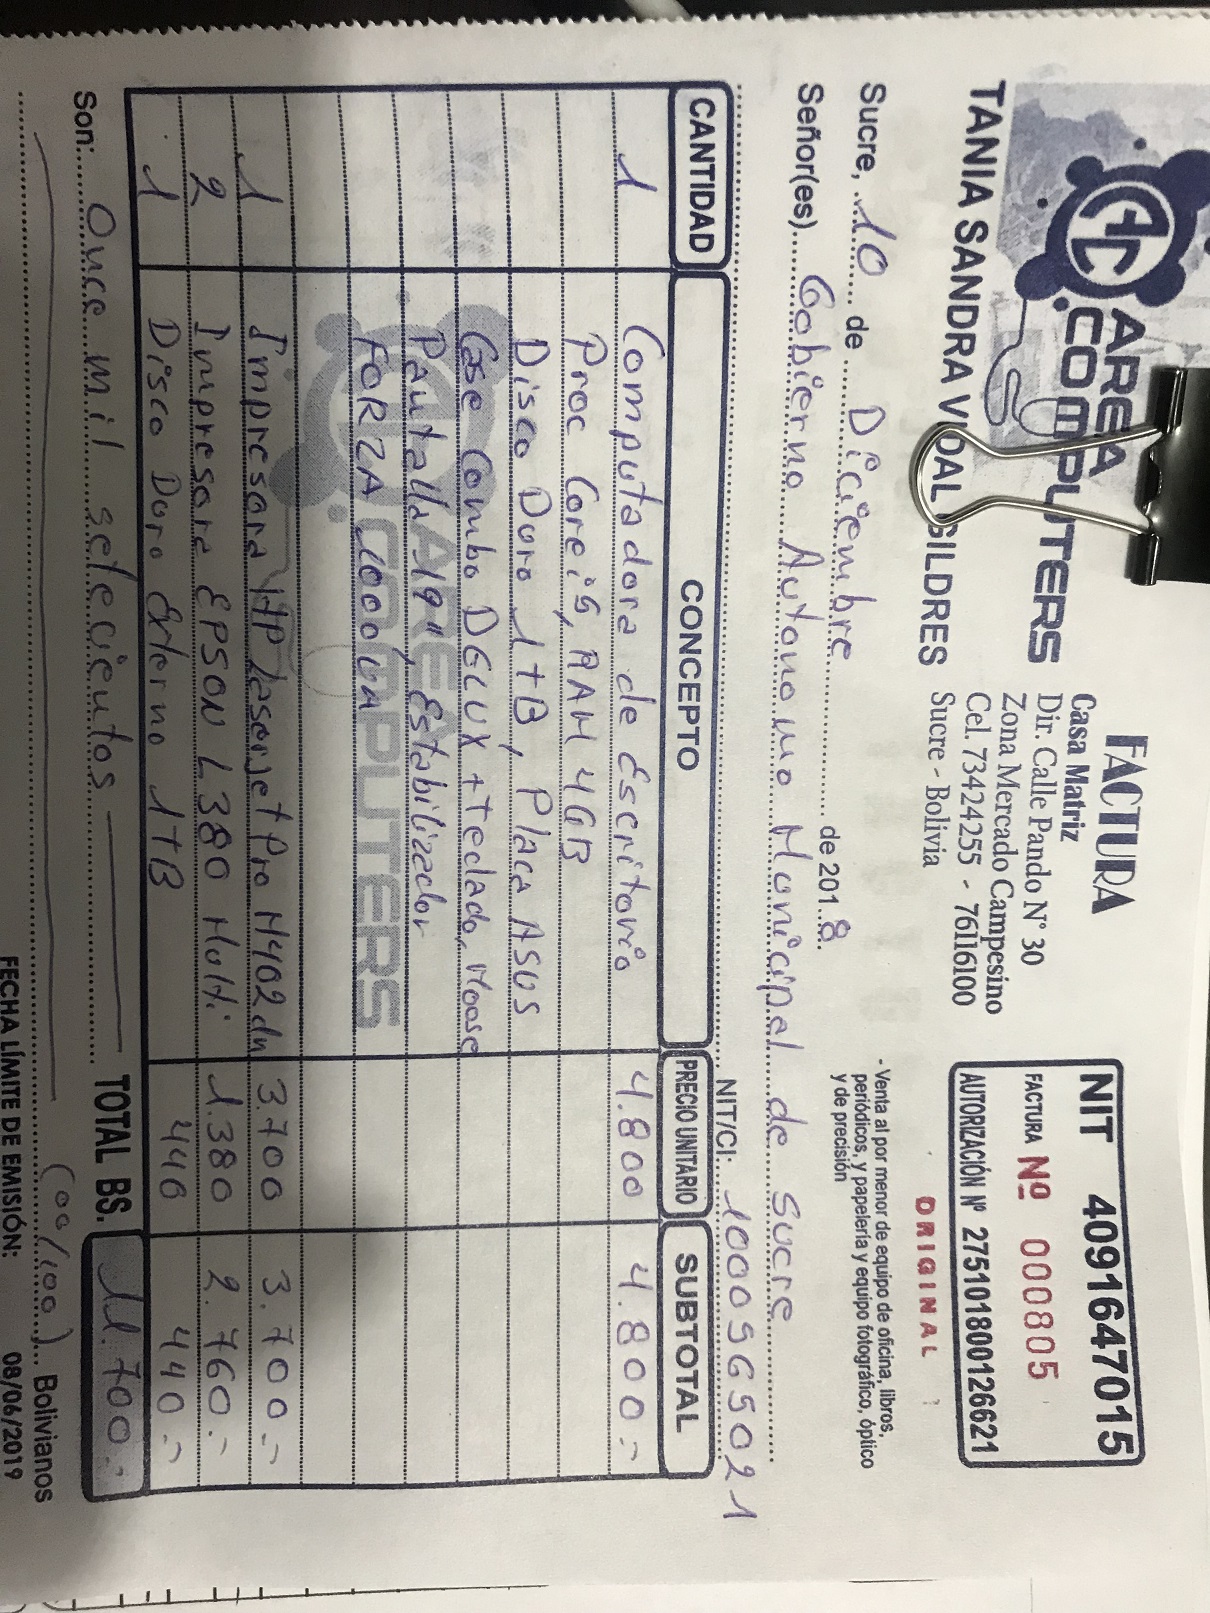 AREA
COMPUTERS
TANIA SANDRA VIDAL GILDRES
FACTURA
Casa Matriz
Dir. Calle Pando N° 30
Zona Mercado Campesino
Cel. 73424255 - 76116100
Sucre - Bolivia
NIT 4091647015
FACTURA Nº 000805
AUTORIZACIÓN Nº 275101800126621
ORIGINAL
- Venta al por menor de equipo de oficina, libros,
periódicos, y papelería y equipo fotográfico, óptico
y de precisión
Sucre, 10 de Diciembre de 2018.
Señor(es) Gobierno Autonomo Municipal de Sucre
NIT/CI: 1000565021
CANTIDAD CONCEPTO PRECIO UNITARIO SUBTOTAL
1 Computadora de Escritorio 4.800 4.800.-
Proc Core i5, RAM 4GB
Disco Duro 1TB, Placa ASUS
Case Combo DELUX + Teclado, Mouse
Pantalla 19", Estabilizador
FORZA
1 Impresora HP Laserjet Pro M402dn 3.700 3.700.-
2 Impresora EPSON L380 Multi 1.380 2.760.-
1 Disco Duro Externo 1TB 440 440.-
Son: Once mil setecientos TOTAL BS. 11.700.-
(00/100) Bolivianos
FECHA LÍMITE DE EMISIÓN: 08/06/2019